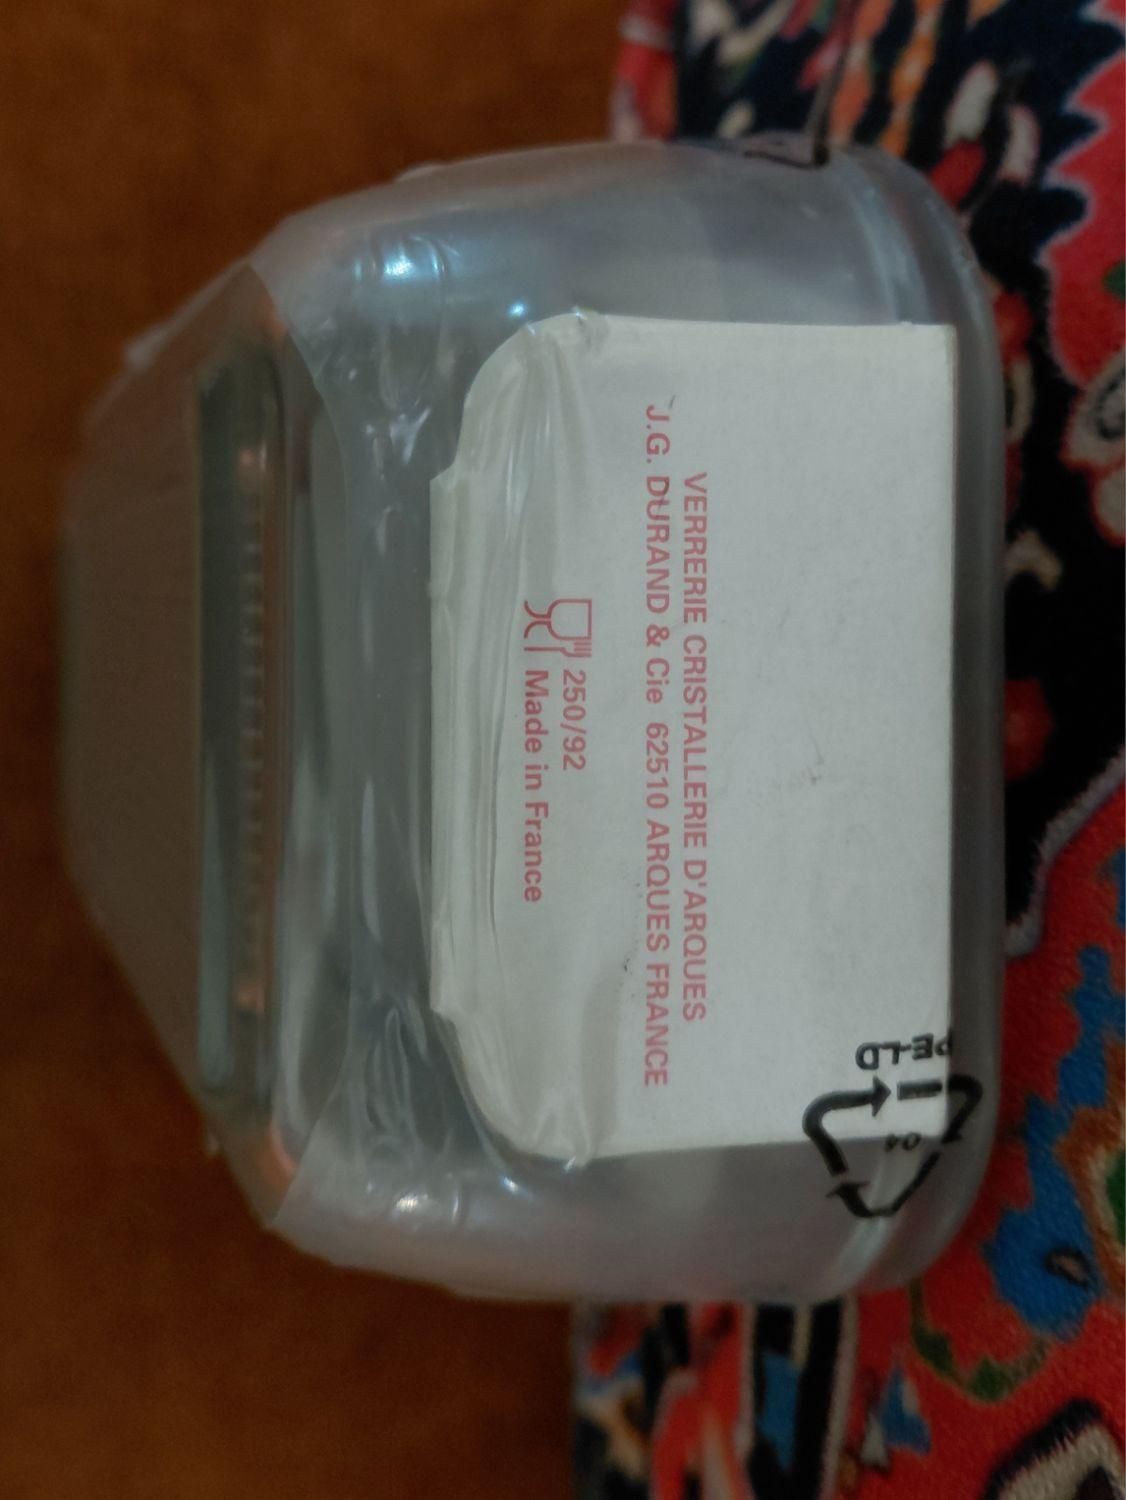 VERRERIE CRISTALLERIE D'ARQUES
J.G. DURAND & Cie 62510 ARQUES FRANCE
250/92
Made in France
PE-LD
04